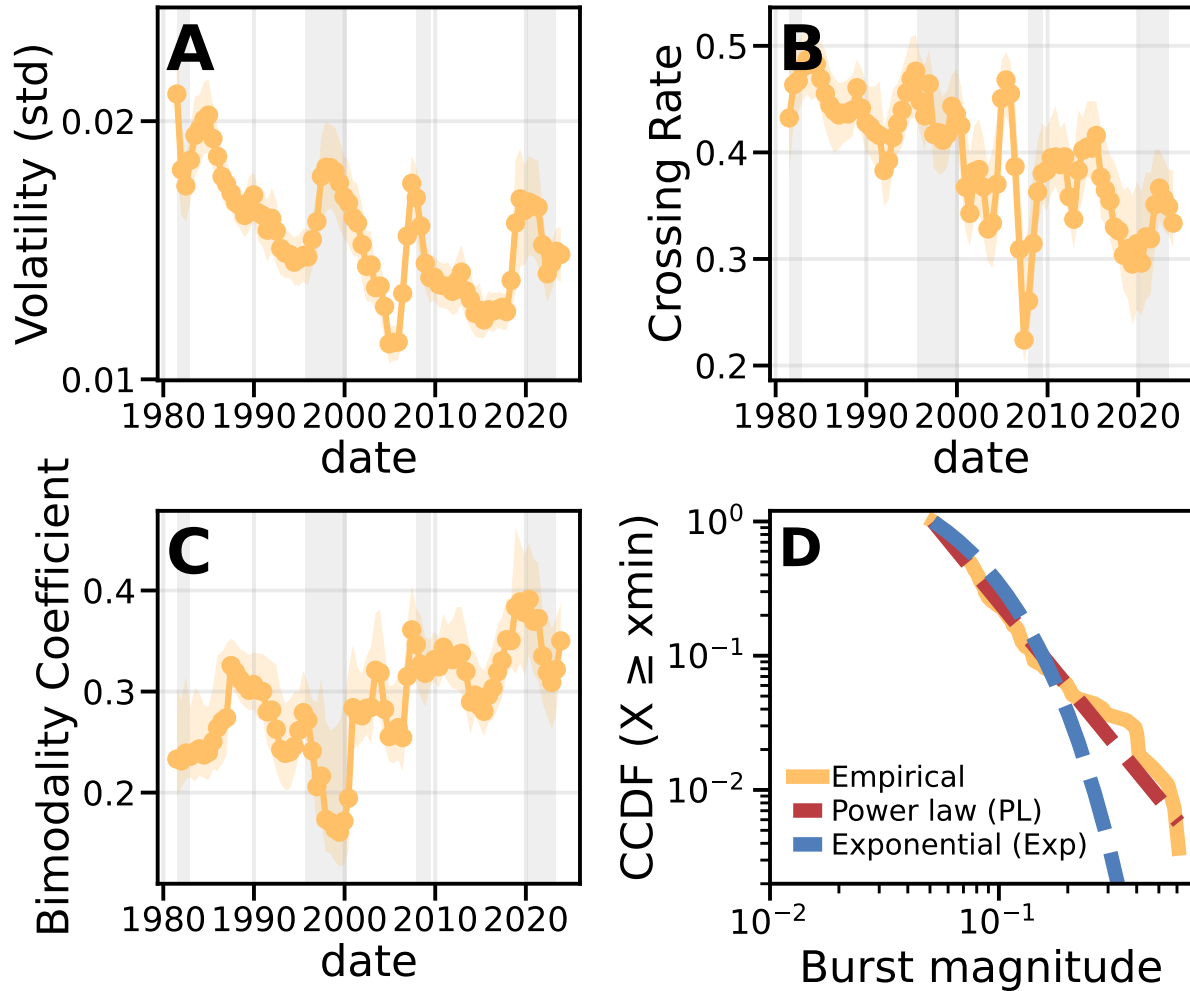 A
Volatility (std)
0.02
0.01
1980 1990 2000 2010 2020
date
B
Crossing Rate
0.5
0.4
0.3
0.2
1980 1990 2000 2010 2020
date
C
Bimodality Coefficient
0.4
0.3
0.2
1980 1990 2000 2010 2020
date
D
CCDF (X ≥ xmin)
10⁰
10⁻¹
10⁻²
Empirical
Power law (PL)
Exponential (Exp)
10⁻² 10⁻¹
Burst magnitude